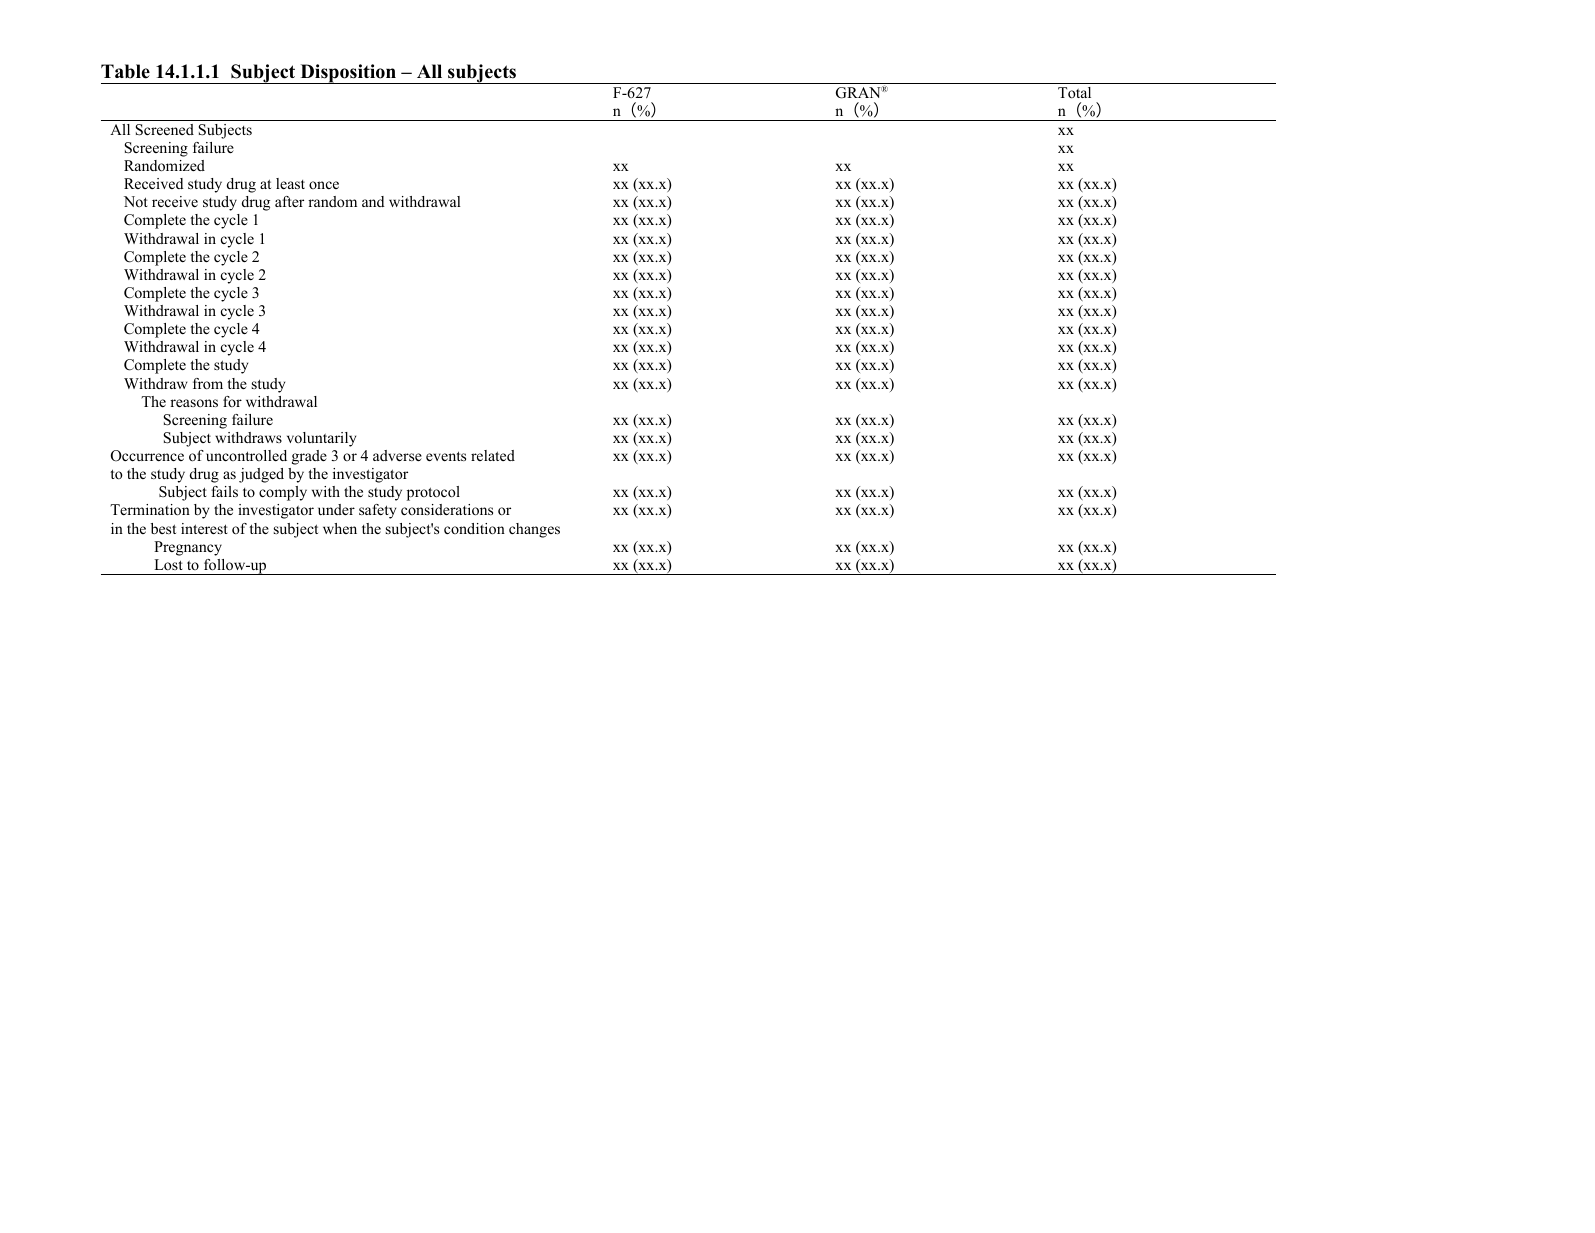 Table 14.1.1.1  Subject Disposition – All subjects
F-627 GRAN® Total
n（%） n（%） n（%）
All Screened Subjects xx
Screening failure xx
Randomized xx xx xx
Received study drug at least once xx (xx.x) xx (xx.x) xx (xx.x)
Not receive study drug after random and withdrawal xx (xx.x) xx (xx.x) xx (xx.x)
Complete the cycle 1 xx (xx.x) xx (xx.x) xx (xx.x)
Withdrawal in cycle 1 xx (xx.x) xx (xx.x) xx (xx.x)
Complete the cycle 2 xx (xx.x) xx (xx.x) xx (xx.x)
Withdrawal in cycle 2 xx (xx.x) xx (xx.x) xx (xx.x)
Complete the cycle 3 xx (xx.x) xx (xx.x) xx (xx.x)
Withdrawal in cycle 3 xx (xx.x) xx (xx.x) xx (xx.x)
Complete the cycle 4 xx (xx.x) xx (xx.x) xx (xx.x)
Withdrawal in cycle 4 xx (xx.x) xx (xx.x) xx (xx.x)
Complete the study xx (xx.x) xx (xx.x) xx (xx.x)
Withdraw from the study xx (xx.x) xx (xx.x) xx (xx.x)
The reasons for withdrawal
Screening failure xx (xx.x) xx (xx.x) xx (xx.x)
Subject withdraws voluntarily xx (xx.x) xx (xx.x) xx (xx.x)
Occurrence of uncontrolled grade 3 or 4 adverse events related xx (xx.x) xx (xx.x) xx (xx.x)
to the study drug as judged by the investigator
Subject fails to comply with the study protocol xx (xx.x) xx (xx.x) xx (xx.x)
Termination by the investigator under safety considerations or xx (xx.x) xx (xx.x) xx (xx.x)
in the best interest of the subject when the subject's condition changes
Pregnancy xx (xx.x) xx (xx.x) xx (xx.x)
Lost to follow-up xx (xx.x) xx (xx.x) xx (xx.x)